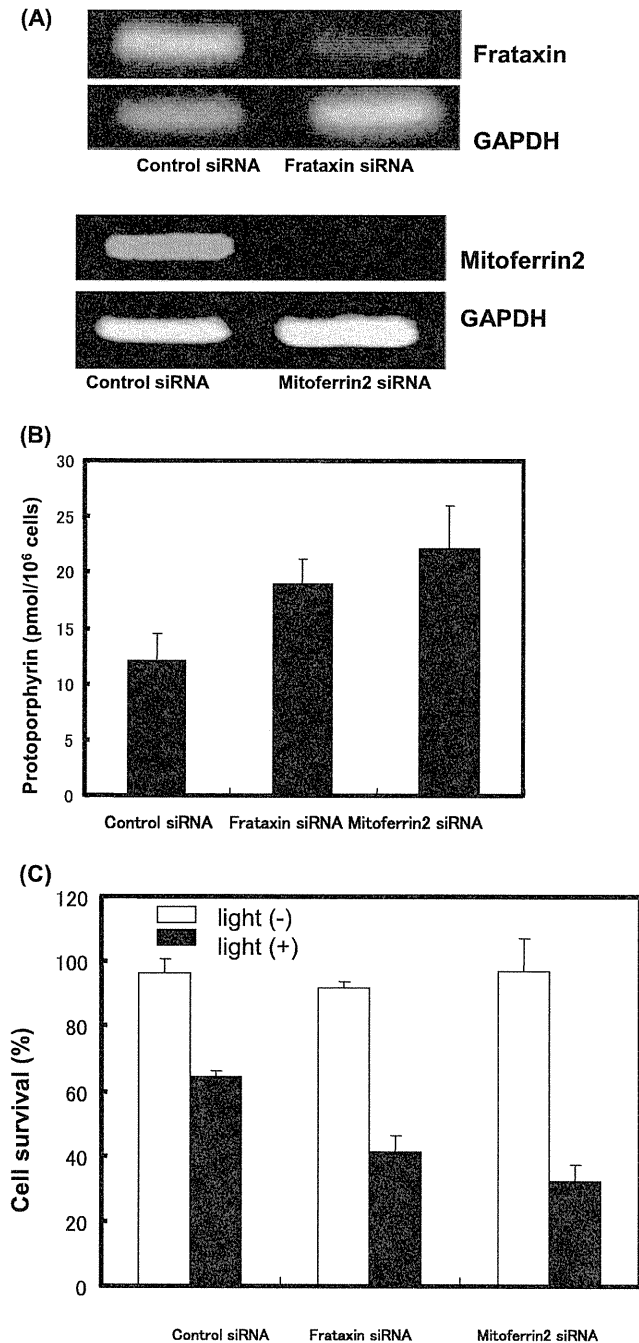 (A)
Frataxin
GAPDH
Control siRNA Frataxin siRNA
Mitoferrin2
GAPDH
Control siRNA Mitoferrin2 siRNA
(B)
Protoporphyrin (pmol/10⁶ cells)
30
25
20
15
10
5
0
Control siRNA Frataxin siRNA Mitoferrin2 siRNA
(C)
Cell survival (%)
120
100
80
60
40
20
0
light (-)
light (+)
Control siRNA Frataxin siRNA Mitoferrin2 siRNA